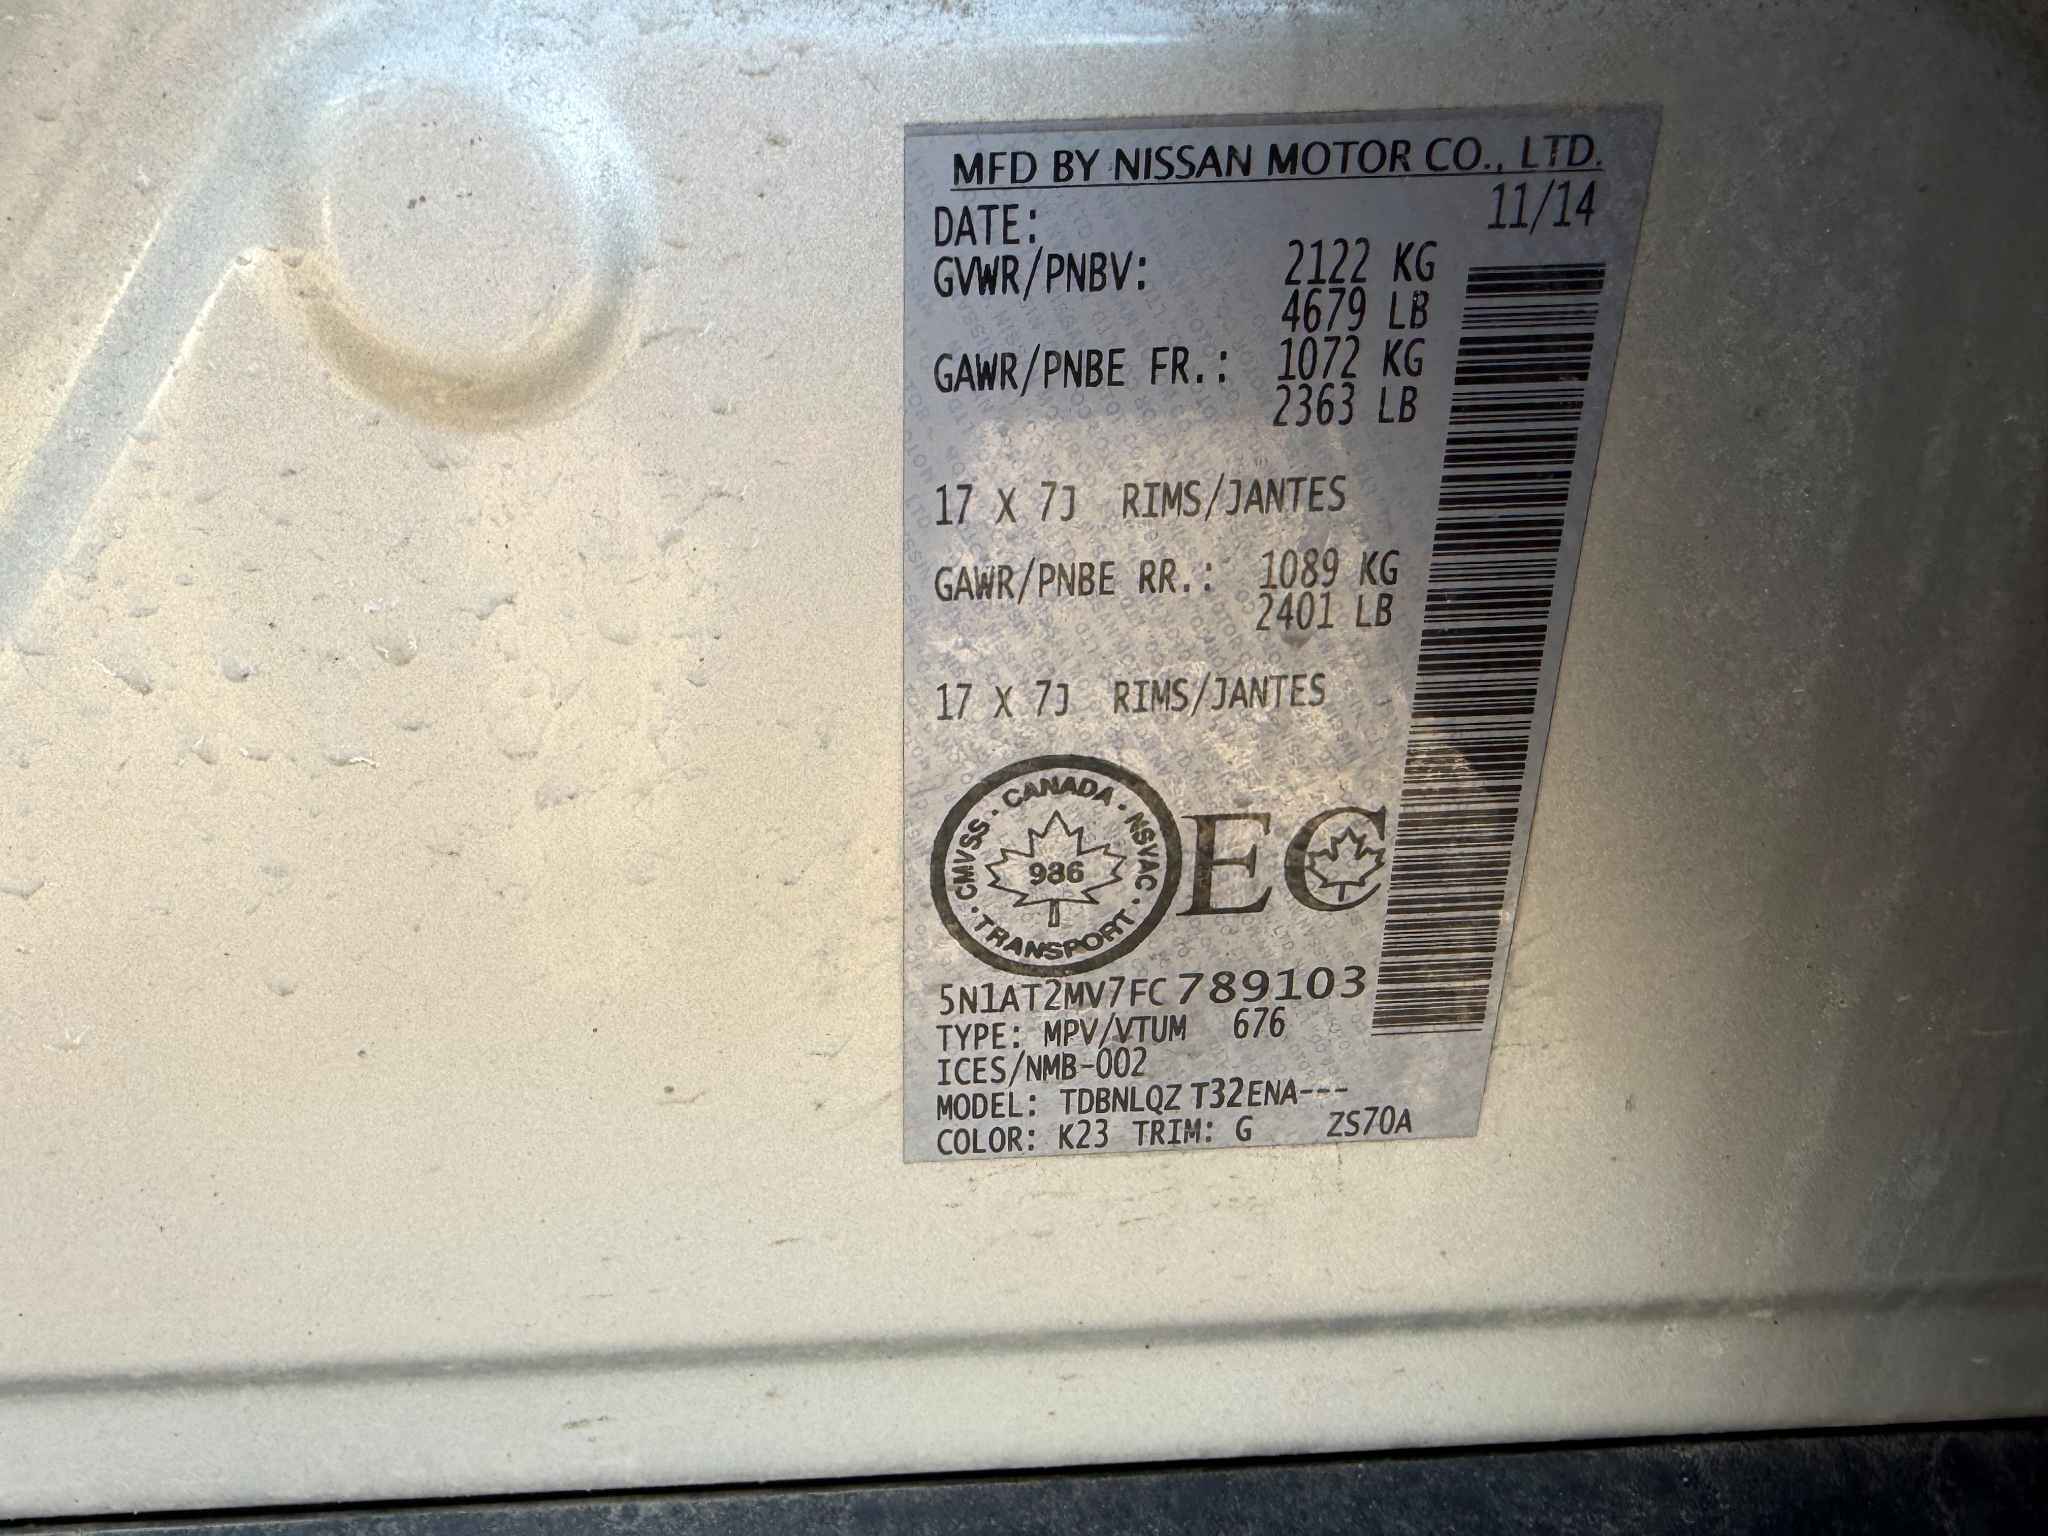 MFD BY NISSAN MOTOR CO., LTD.
DATE: 11/14
GVWR/PNBV: 2122 KG
4679 LB
GAWR/PNBE FR.: 1072 KG
2363 LB
17 X 7J RIMS/JANTES
GAWR/PNBE RR.: 1089 KG
2401 LB
17 X 7J RIMS/JANTES
· CANADA · NSVAC · TRANSPORT · CMVSS
986
EC
5N1AT2MV7FC789103
TYPE: MPV/VTUM 676
ICES/NMB-002
MODEL: TDBNLQZ T32ENA---
COLOR: K23 TRIM: G ZS70A